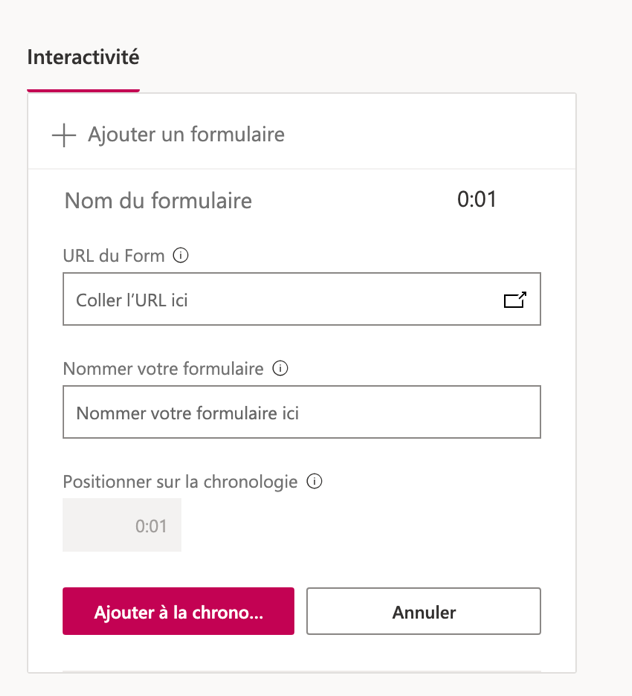 Interactivité
Ajouter un formulaire
Nom du formulaire 0:01
URL du Form
Coller l’URL ici
Nommer votre formulaire
Nommer votre formulaire ici
Positionner sur la chronologie
0:01
Ajouter à la chrono... Annuler